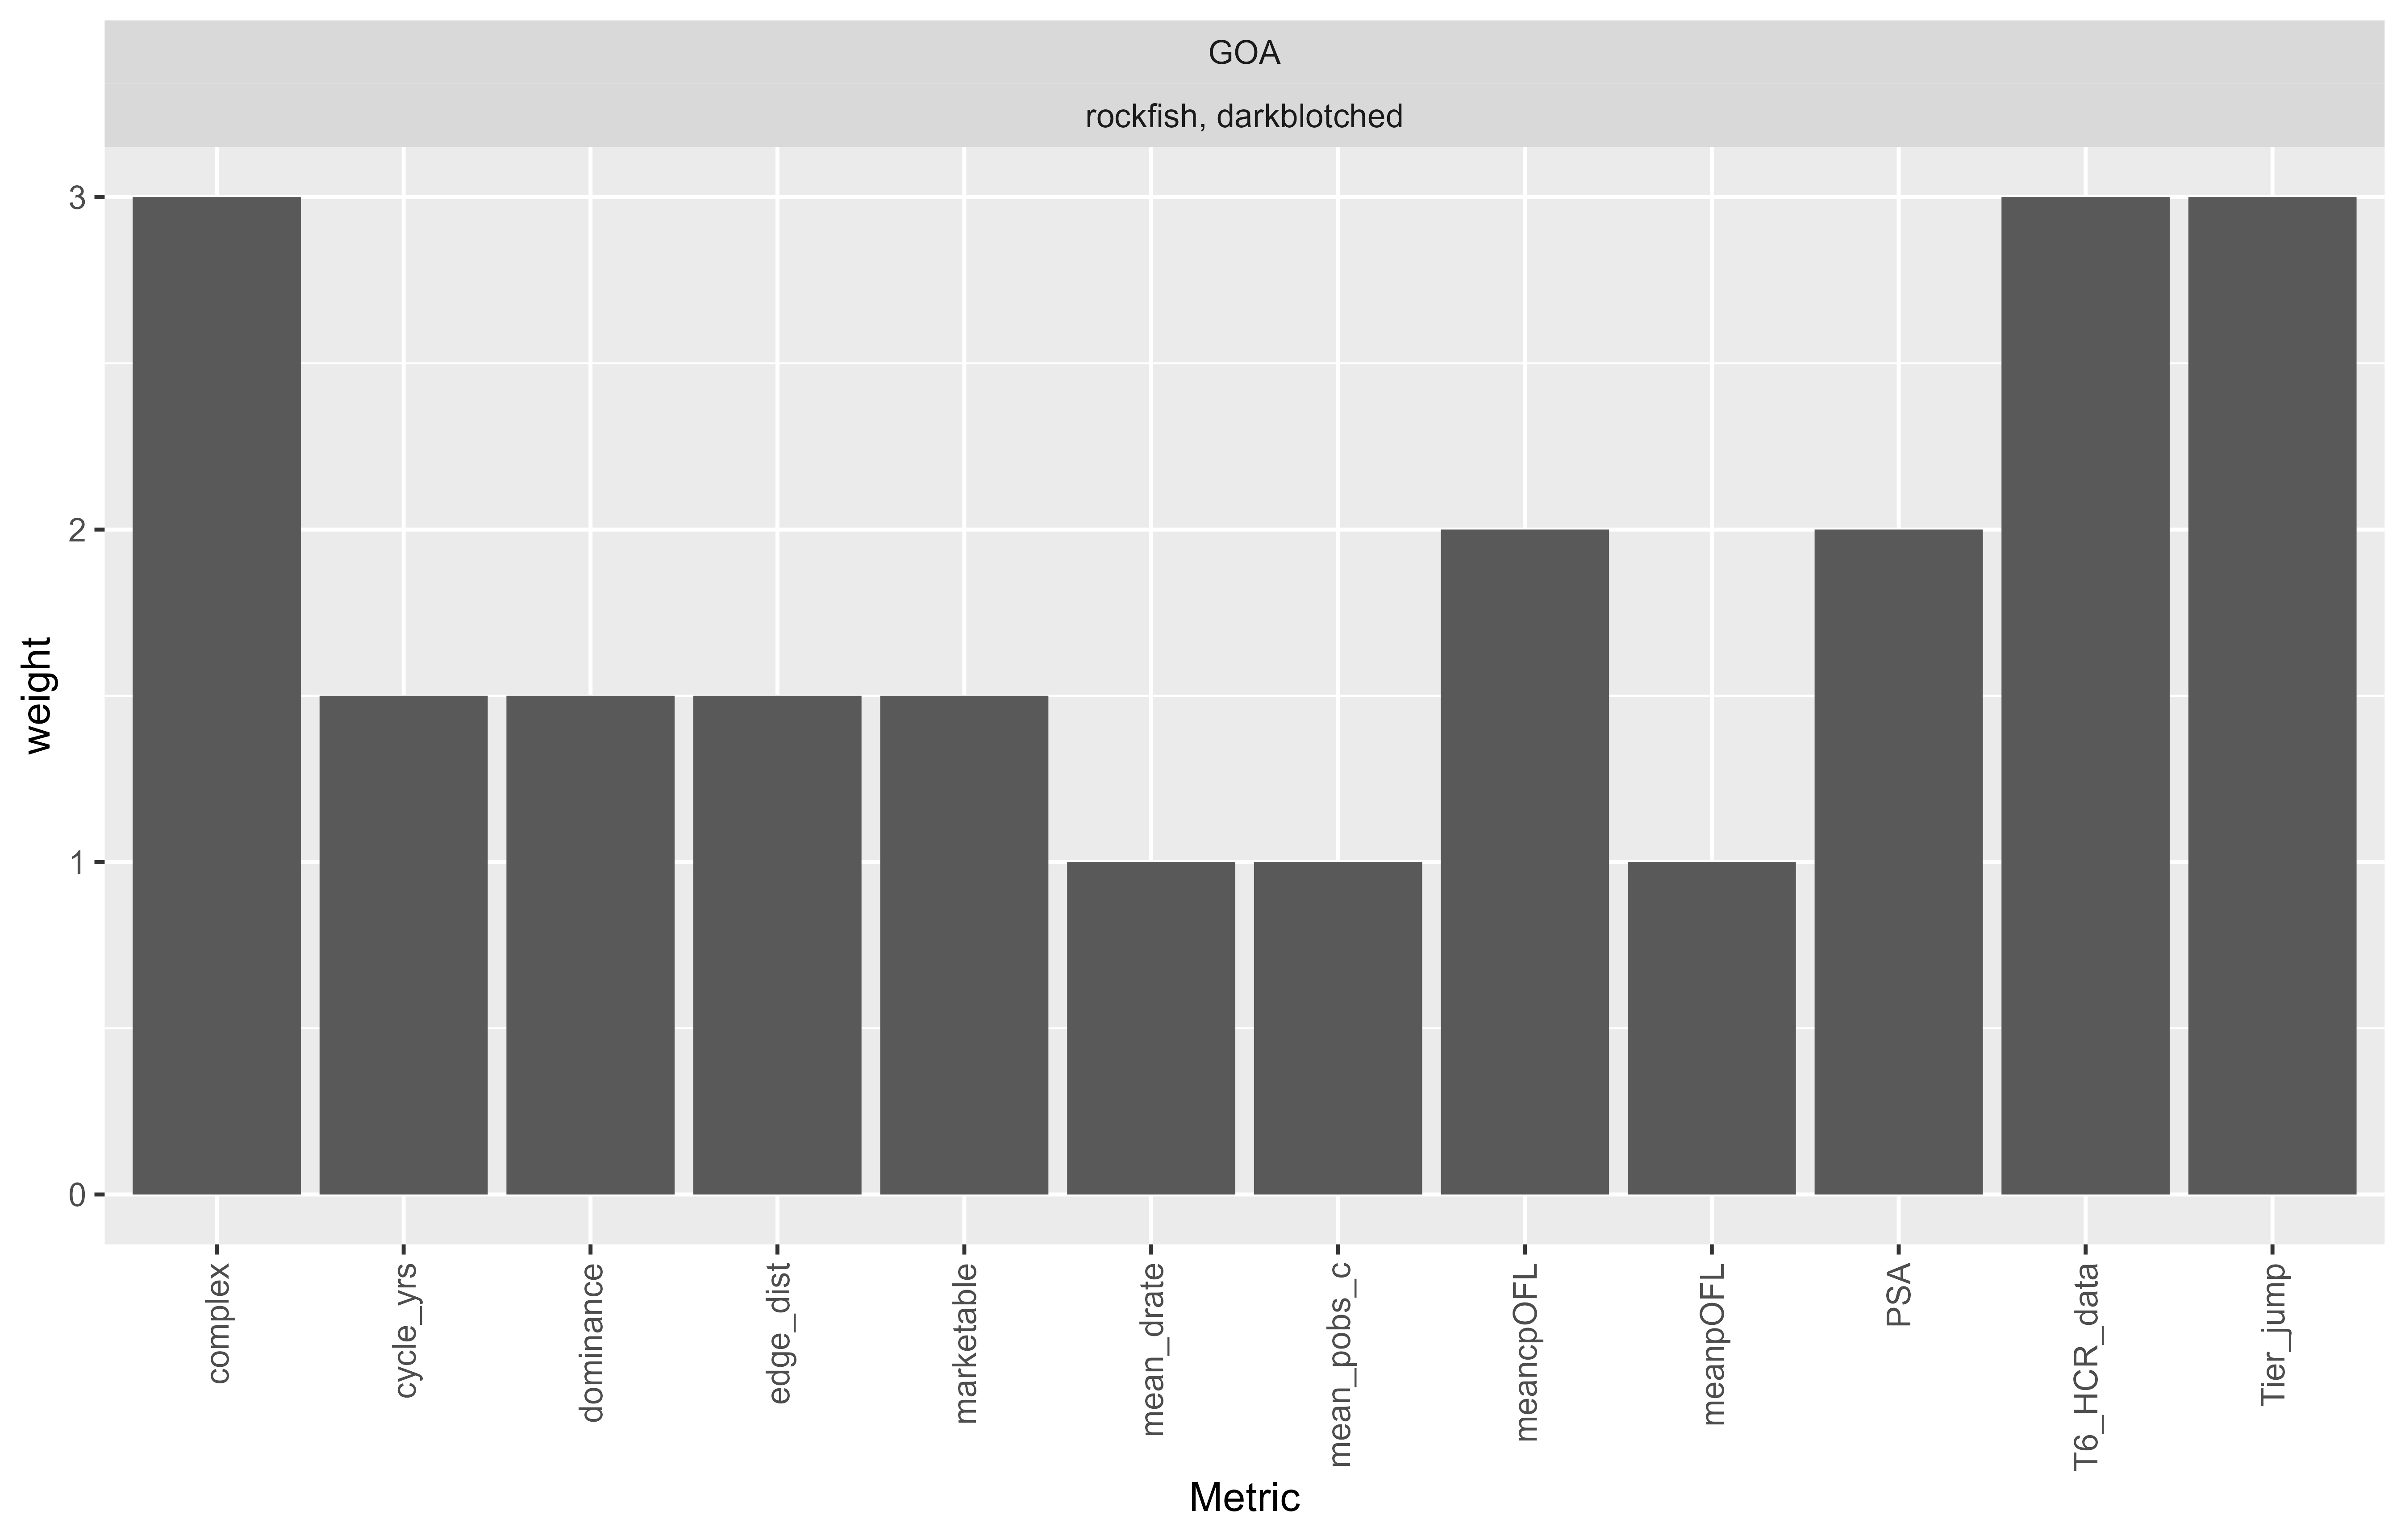 GOA
rockfish, darkblotched
3
2
1
0
weight
complex
cycle_yrs
dominance
edge_dist
marketable
mean_drate
mean_pobs_c
meancpOFL
meanpOFL
PSA
T6_HCR_data
Tier_jump
Metric